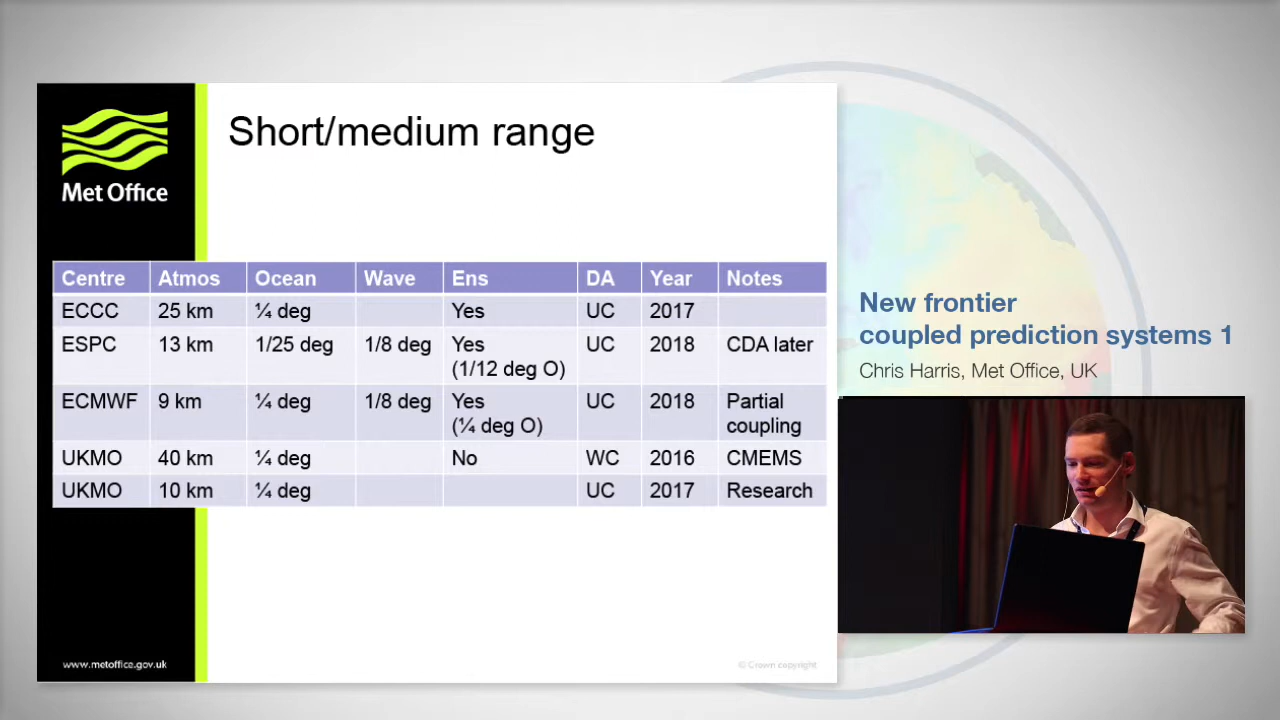 Short/medium range
Met Office
Centre Atmos Ocean Wave Ens DA Year Notes
ECCC 25 km ¼ deg Yes UC 2017
ESPC 13 km 1/25 deg 1/8 deg Yes (1/12 deg O) UC 2018 CDA later
ECMWF 9 km ¼ deg 1/8 deg Yes (¼ deg O) UC 2018 Partial coupling
UKMO 40 km ¼ deg No WC 2016 CMEMS
UKMO 10 km ¼ deg UC 2017 Research
www.metoffice.gov.uk
© Crown copyright
New frontier
coupled prediction systems 1
Chris Harris, Met Office, UK